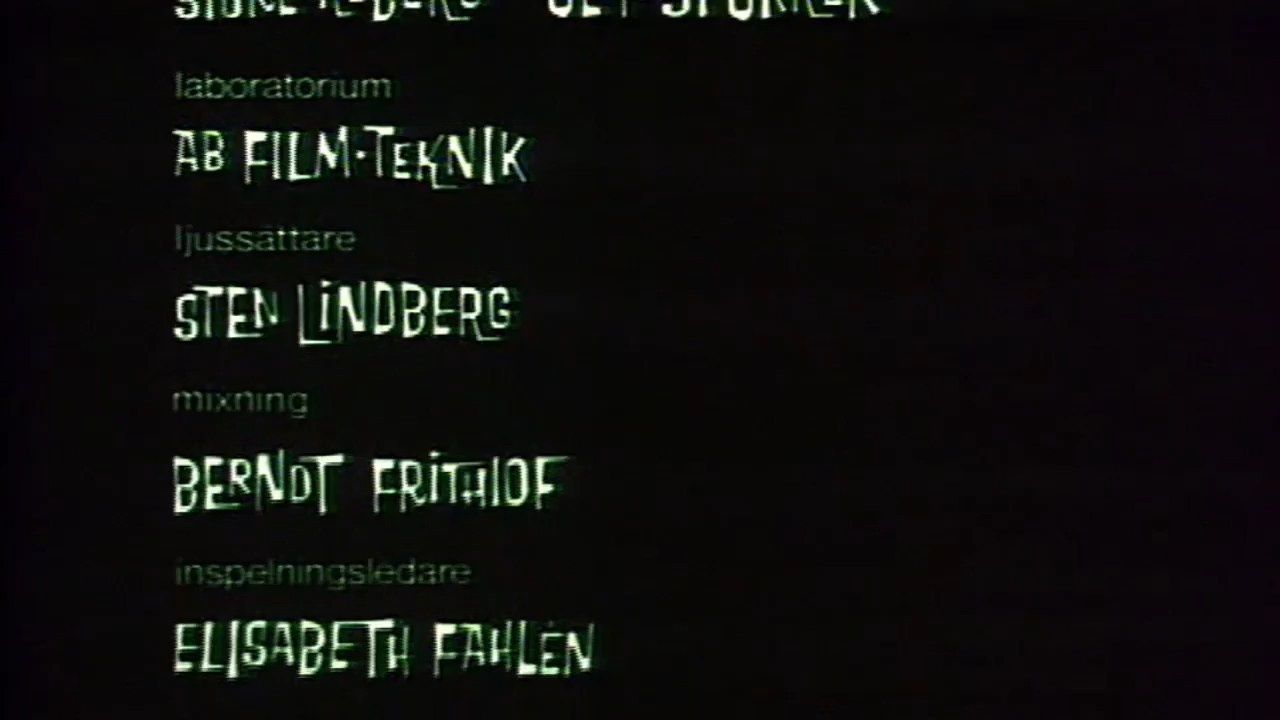 laboratorium
AB FILM-TEKNIK
ljussättare
STEN LINDBERG
mixning
BERNDT FRITHIOF
inspelningsledare
ELISABETH FAHLÉN